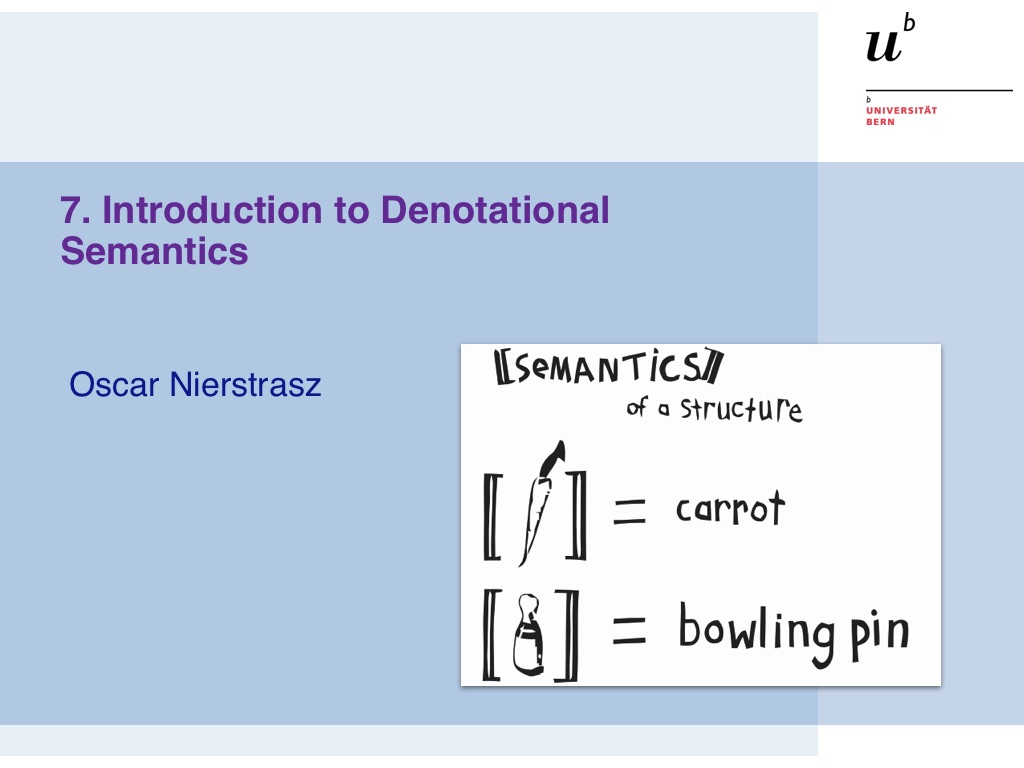 u b
b
UNIVERSITÄT
BERN
7. Introduction to Denotational
Semantics
Oscar Nierstrasz
⟦SeMANTiCS⟧
of a structure
⟦ ⟧ = carrot
⟦ ⟧ = bowling pin